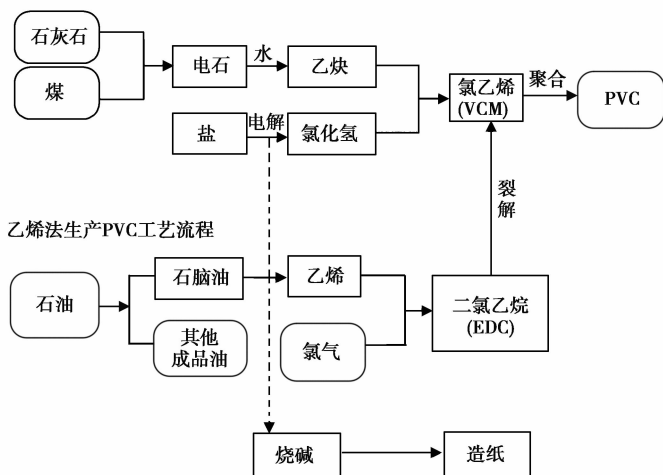 石灰石
煤
电石
水
乙炔
盐
电解
氯化氢
氯乙烯
(VCM)
聚合
PVC
裂
解
乙烯法生产PVC工艺流程
石油
石脑油
其他
成品油
乙烯
氯气
二氯乙烷
(EDC)
烧碱
造纸